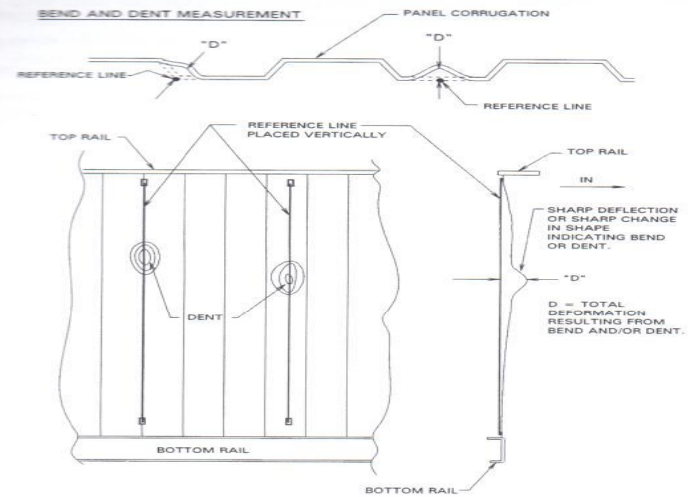 BEND AND DENT MEASUREMENT
PANEL CORRUGATION
"D"
"D"
REFERENCE LINE
REFERENCE LINE
REFERENCE LINE
PLACED VERTICALLY
TOP RAIL
TOP RAIL
IN
SHARP DEFLECTION
OR SHARP CHANGE
IN SHAPE
INDICATING BEND
OR DENT.
"D"
DENT
D = TOTAL
DEFORMATION
RESULTING FROM
BEND AND/OR DENT.
BOTTOM RAIL
BOTTOM RAIL